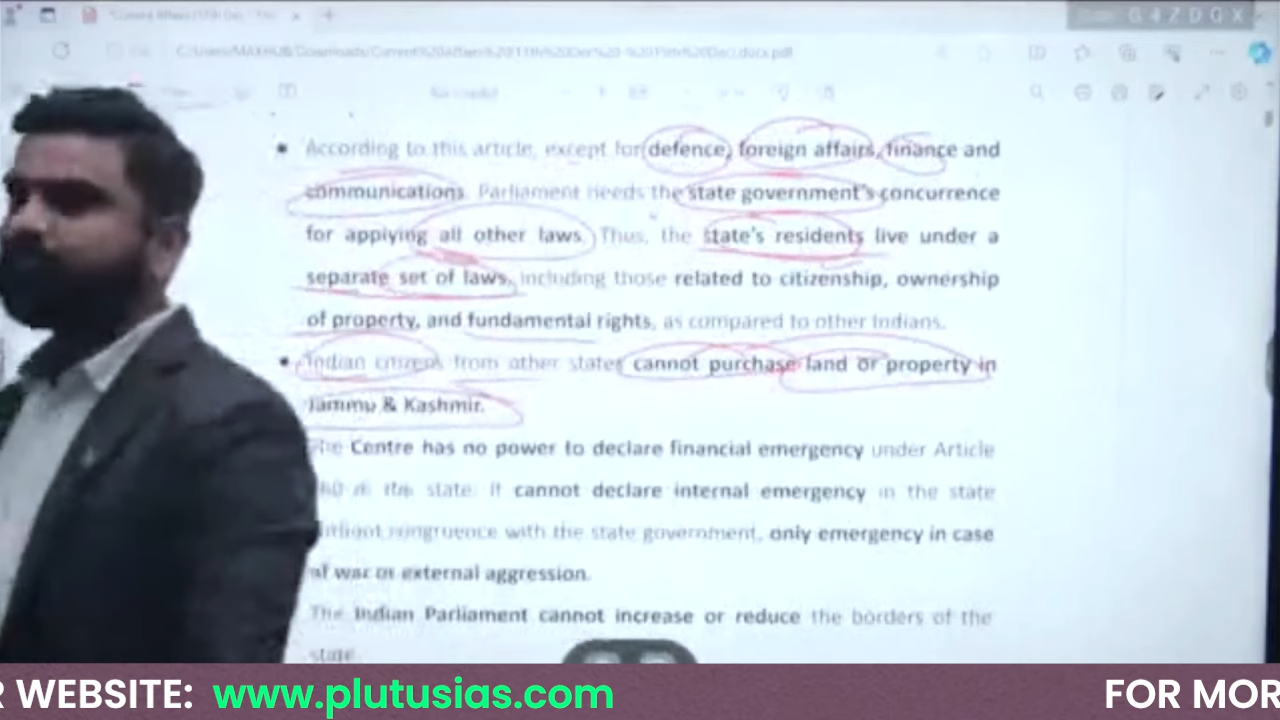 G 4 Z D G X
According to this article, except for defence, foreign affairs, finance and
communications. Parliament needs the state government's concurrence
for applying all other laws. Thus, the state's residents live under a
separate set of laws, including those related to citizenship, ownership
of property, and fundamental rights, as compared to other Indians.
Indian citizens from other states cannot purchase land or property in
Jammu & Kashmir.
The Centre has no power to declare financial emergency under Article
the state. It cannot declare internal emergency in the state
with the state government, only emergency in case
of war or external aggression.
The Indian Parliament cannot increase or reduce the borders of the
state.
R WEBSITE: www.plutusias.com FOR MOR